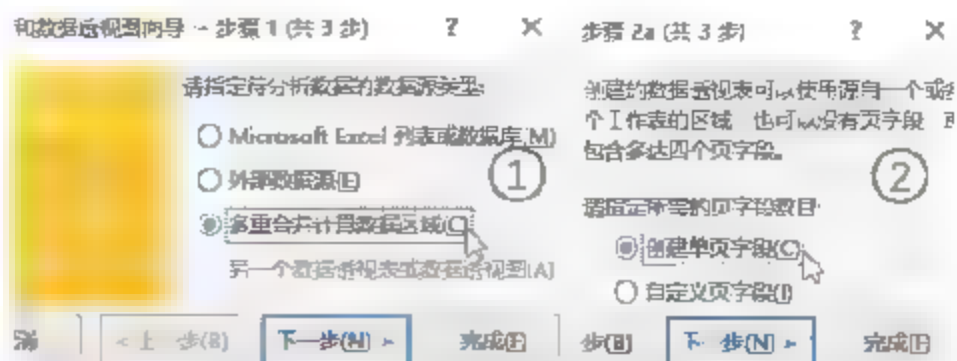 和数据透视图向导 -- 步骤 1 (共 3 步) ? ×
请指定待分析数据的数据源类型:
Microsoft Excel 列表或数据库(M)
外部数据源(E)
①
多重合并计算数据区域(C)
另一个数据透视表或数据透视图(A)
消
< 上一步(B)
下一步(N) >
完成(F)
步骤 2a (共 3 步) ? ×
创建的数据透视表可以使用源自一个或
个工作表的区域 也可以没有页字段
包含多达四个页字段。
②
请指定所需的页字段数目
创建单页字段(C)
自定义页字段(I)
步(B)
下一步(N) >
完成(F)